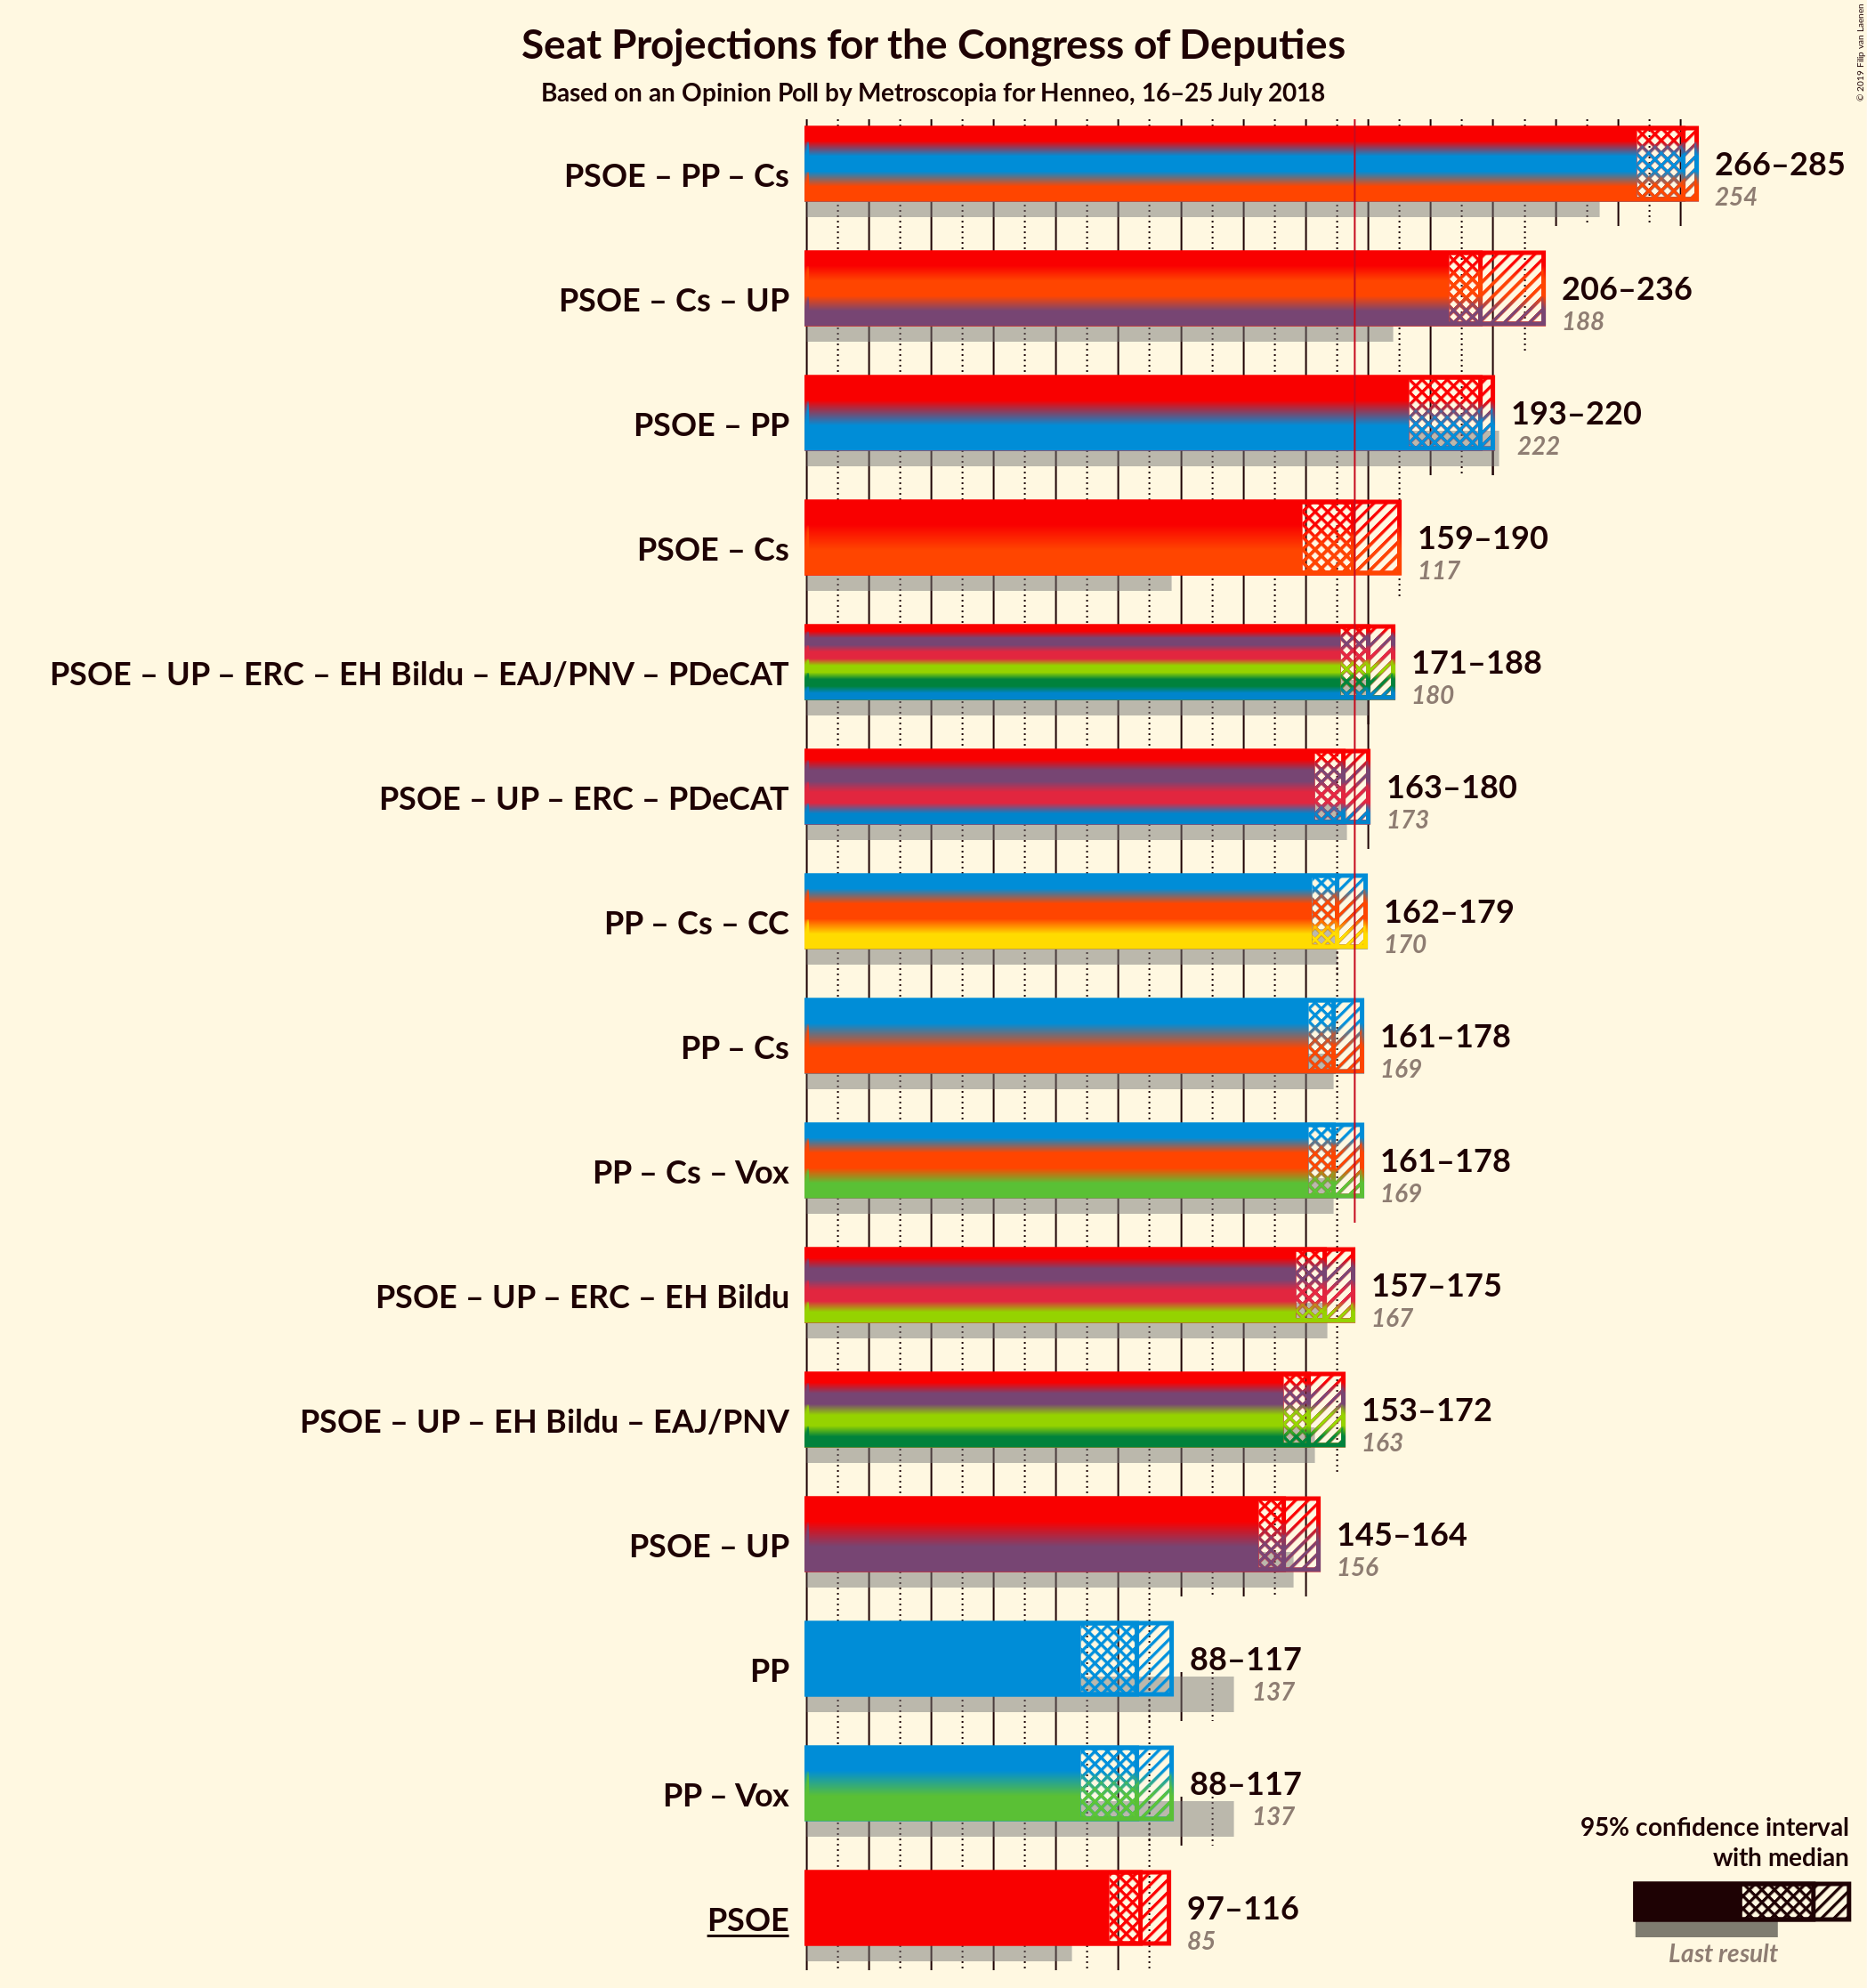 Seat Projections for the Congress of Deputies
Based on an Opinion Poll by Metroscopia for Henneo, 16–25 July 2018
© 2019 Filip van Laenen
PSOE – PP – Cs
266–285
254
PSOE – Cs – UP
206–236
188
PSOE – PP
193–220
222
PSOE – Cs
159–190
117
PSOE – UP – ERC – EH Bildu – EAJ/PNV – PDeCAT
171–188
180
PSOE – UP – ERC – PDeCAT
163–180
173
PP – Cs – CC
162–179
170
PP – Cs
161–178
169
PP – Cs – Vox
161–178
169
PSOE – UP – ERC – EH Bildu
157–175
167
PSOE – UP – EH Bildu – EAJ/PNV
153–172
163
PSOE – UP
145–164
156
PP
88–117
137
PP – Vox
88–117
137
PSOE
97–116
85
95% confidence interval
with median
Last result